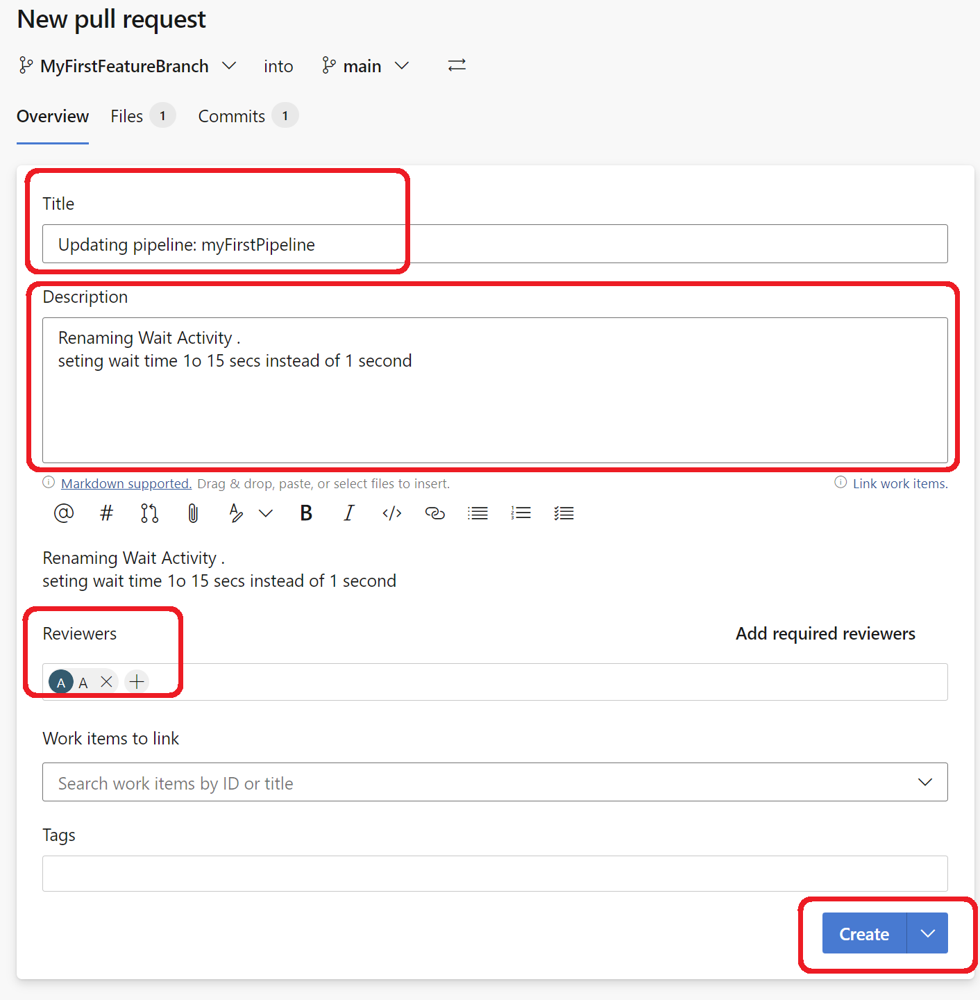 New pull request
MyFirstFeatureBranch into main
Overview Files 1 Commits 1
Title
Updating pipeline: myFirstPipeline
Description
Renaming Wait Activity .
seting wait time 1o 15 secs instead of 1 second
Markdown supported. Drag & drop, paste, or select files to insert. Link work items.
Renaming Wait Activity .
seting wait time 1o 15 secs instead of 1 second
Reviewers Add required reviewers
A A
Work items to link
Search work items by ID or title
Tags
Create